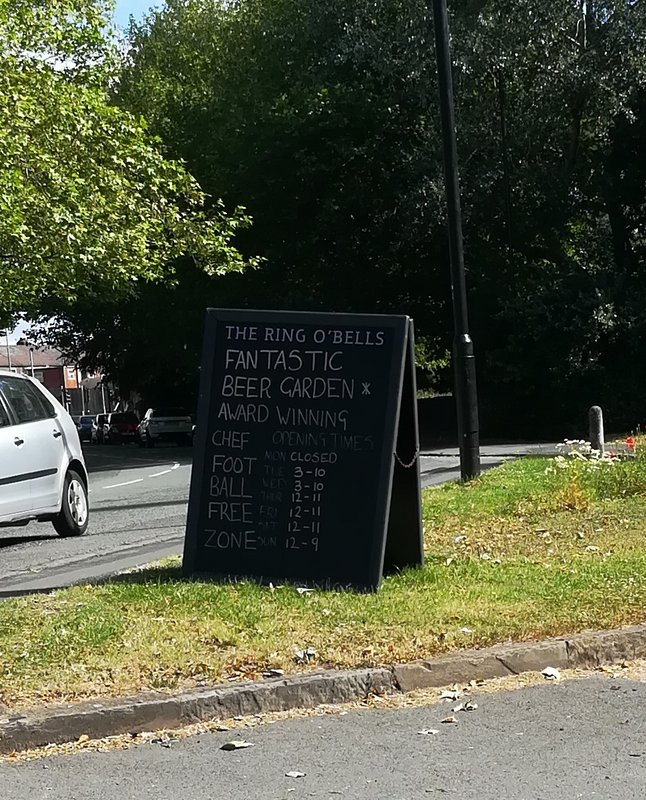 THE RING O'BELLS
FANTASTIC
BEER GARDEN *
AWARD WINNING
CHEF OPENING TIMES
MON CLOSED
FOOT TUE 3-10
BALL WED 3-10
THUR 12-11
FREE FRI 12-11
SAT 12-11
ZONE SUN 12-9